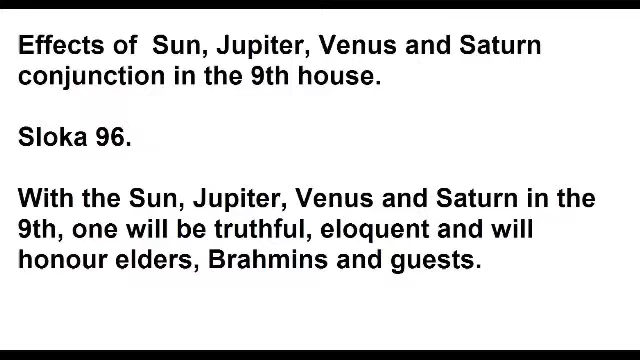 Effects of  Sun, Jupiter, Venus and Saturn
conjunction in the 9th house.
Sloka 96.
With the Sun, Jupiter, Venus and Saturn in the
9th, one will be truthful, eloquent and will
honour elders, Brahmins and guests.